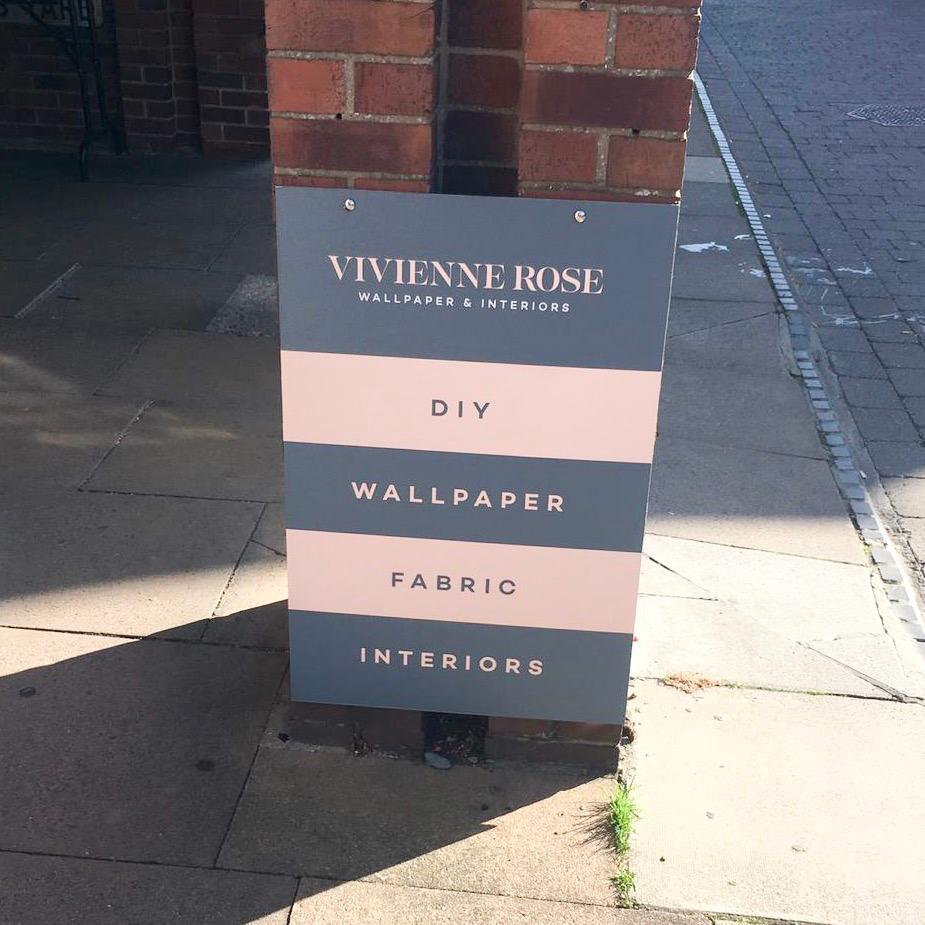 VIVIENNE ROSE
WALLPAPER & INTERIORS
DIY
WALLPAPER
FABRIC
INTERIORS